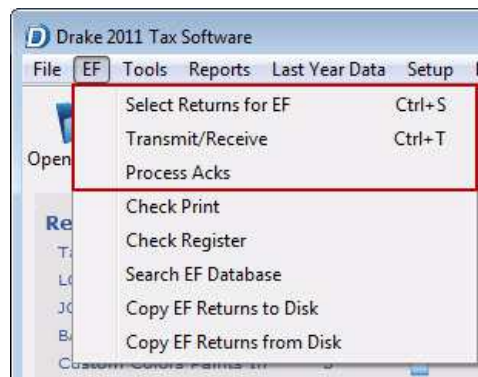 Drake 2011 Tax Software
File EF Tools Reports Last Year Data Setup
Select Returns for EF Ctrl+S
Transmit/Receive Ctrl+T
Open
Process Acks
Check Print
Re
Check Register
Search EF Database
Copy EF Returns to Disk
Copy EF Returns from Disk